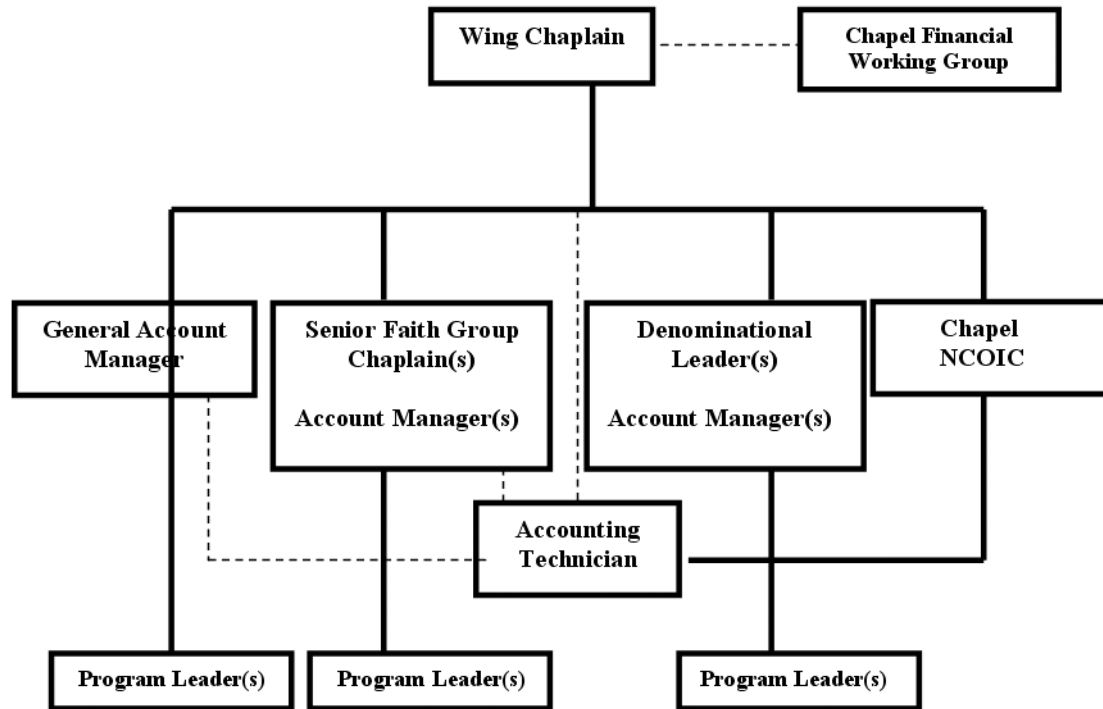 Wing Chaplain
Chapel Financial
Working Group
General Account
Manager
Senior Faith Group
Chaplain(s)
Account Manager(s)
Denominational
Leader(s)
Account Manager(s)
Chapel
NCOIC
Accounting
Technician
Program Leader(s)
Program Leader(s)
Program Leader(s)